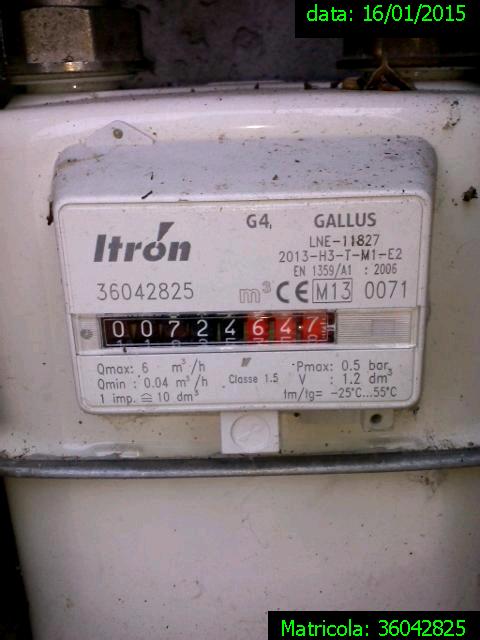 data: 16/01/2015
G4 GALLUS
Itrón
LNE-11827
2013-H3-T-M1-E2
EN 1359/A1 : 2006
36042825 m³ CE M13 0071
00724647
Qmax: 6 m³/h
Qmin : 0.04 m³/h
1 imp. ≙ 10 dm³
Classe 1.5
Pmax: 0.5 bar
V : 1.2 dm³
tm/tg= -25°C...55°C
Matricola: 36042825